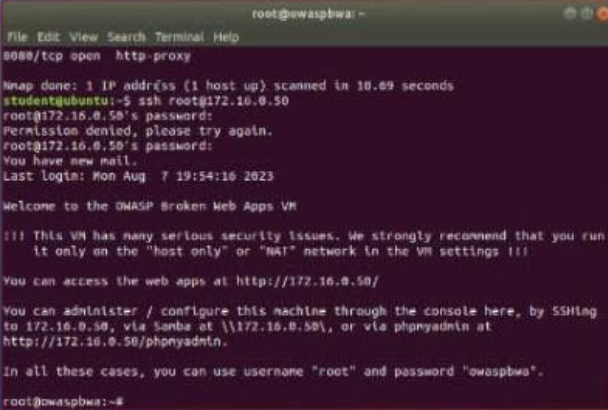 root@owaspbwa: ~
File Edit View Search Terminal Help
8080/tcp open  http-proxy
Nmap done: 1 IP address (1 host up) scanned in 10.69 seconds
student@ubuntu:~$ ssh root@172.16.0.50
root@172.16.0.50's password:
Permission denied, please try again.
root@172.16.0.50's password:
You have new mail.
Last login: Mon Aug  7 19:54:16 2023
Welcome to the OWASP Broken Web Apps VM
!!! This VM has many serious security issues. We strongly recommend that you run
it only on the "host only" or "NAT" network in the VM settings !!!
You can access the web apps at http://172.16.0.50/
You can administer / configure this machine through the console here, by SSHing
to 172.16.0.50, via Samba at \\172.16.0.50\, or via phpmyadmin at
http://172.16.0.50/phpmyadmin.
In all these cases, you can use username "root" and password "owaspbwa".
root@owaspbwa:~#